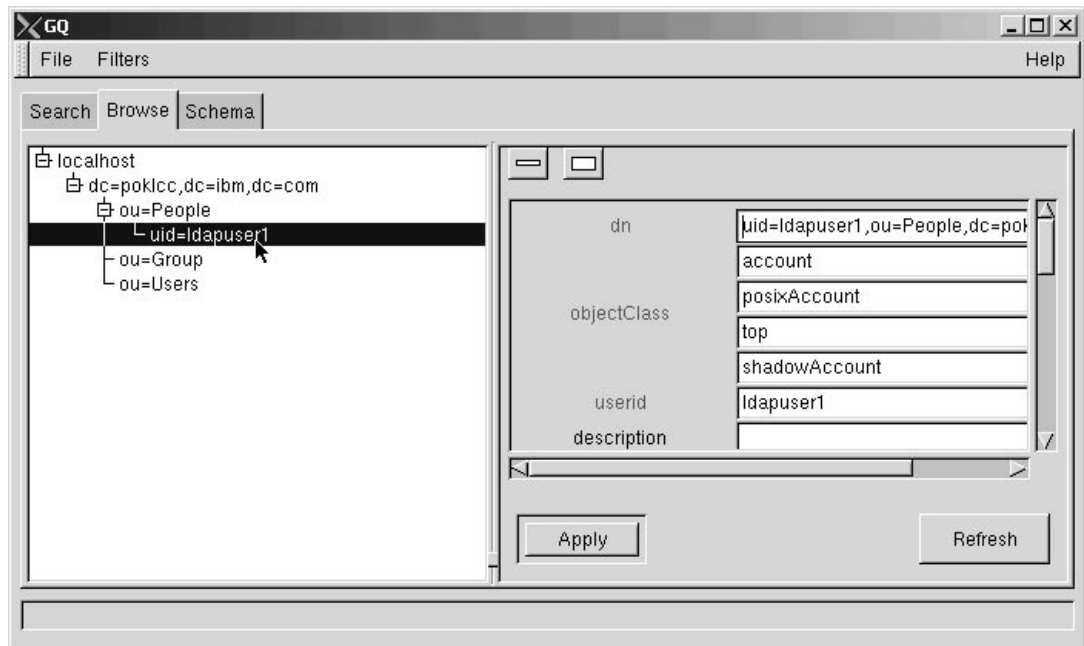 GQ
File Filters Help
Search Browse Schema
localhost
dc=poklcc,dc=ibm,dc=com
ou=People
uid=ldapuser1
ou=Group
ou=Users
dn uid=ldapuser1,ou=People,dc=pok
objectClass
account
posixAccount
top
shadowAccount
userid ldapuser1
description
Apply Refresh